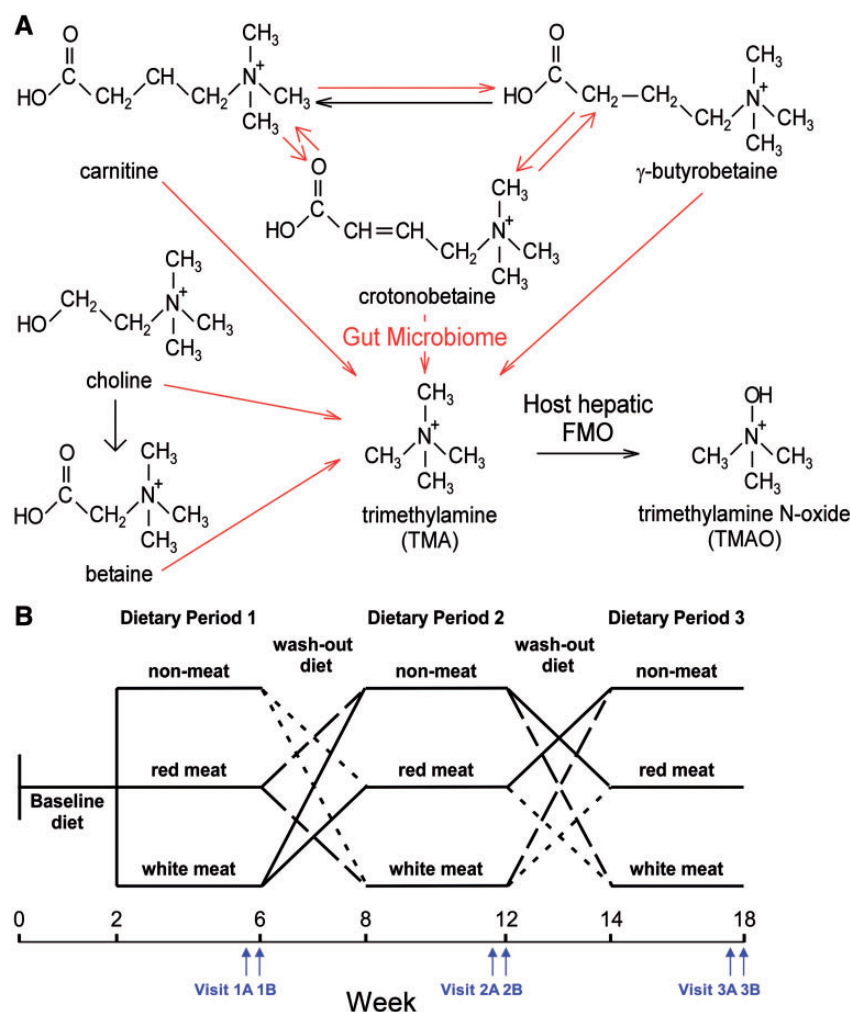 A
carnitine
O
HO
C
CH2
CH
CH2
N+
CH3
CH3
CH3
γ-butyrobetaine
O
HO
C
CH2
CH2
CH2
N+
CH3
CH3
CH3
crotonobetaine
O
HO
C
CH=CH
CH2
N+
CH3
CH3
CH3
choline
HO
CH2
CH2
N+
CH3
CH3
CH3
Gut Microbiome
betaine
O
HO
C
CH2
N+
CH3
CH3
CH3
CH3
N+
CH3
CH3
CH3
trimethylamine
(TMA)
Host hepatic
FMO
OH
N+
CH3
CH3
CH3
trimethylamine N-oxide
(TMAO)
B
Dietary Period 1
wash-out
diet
Dietary Period 2
wash-out
diet
Dietary Period 3
non-meat
non-meat
non-meat
Baseline
diet
red meat
red meat
red meat
white meat
white meat
white meat
0 2 6 8 12 14 18
Visit 1A 1B
Visit 2A 2B
Visit 3A 3B
Week